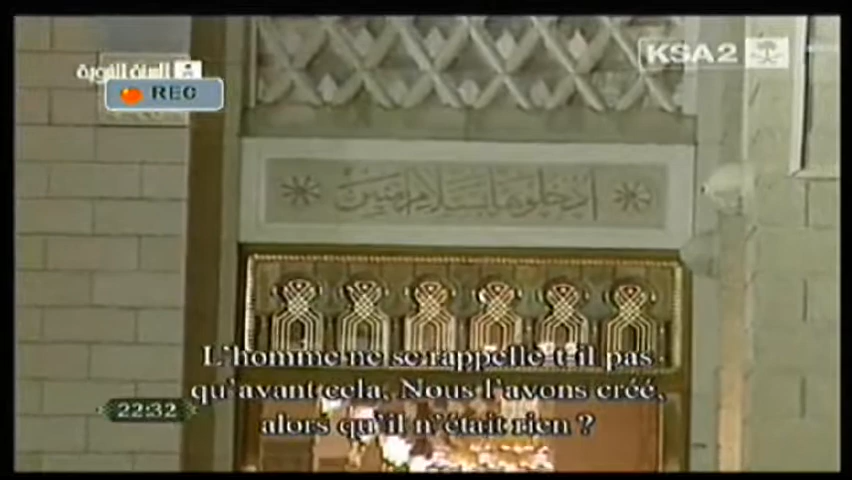 KSA2
السنة النبوية
REC
ادخلوها بسلام آمنين
L'homme ne se rappelle-t-il pas
qu'avant cela, Nous l'avons créé,
alors qu'il n'était rien ?
22:32